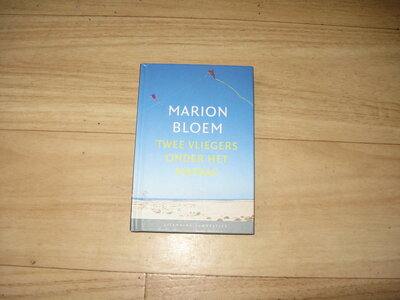 MARION
BLOEM
TWEE VLIEGERS
ONDER HET
MATRAS